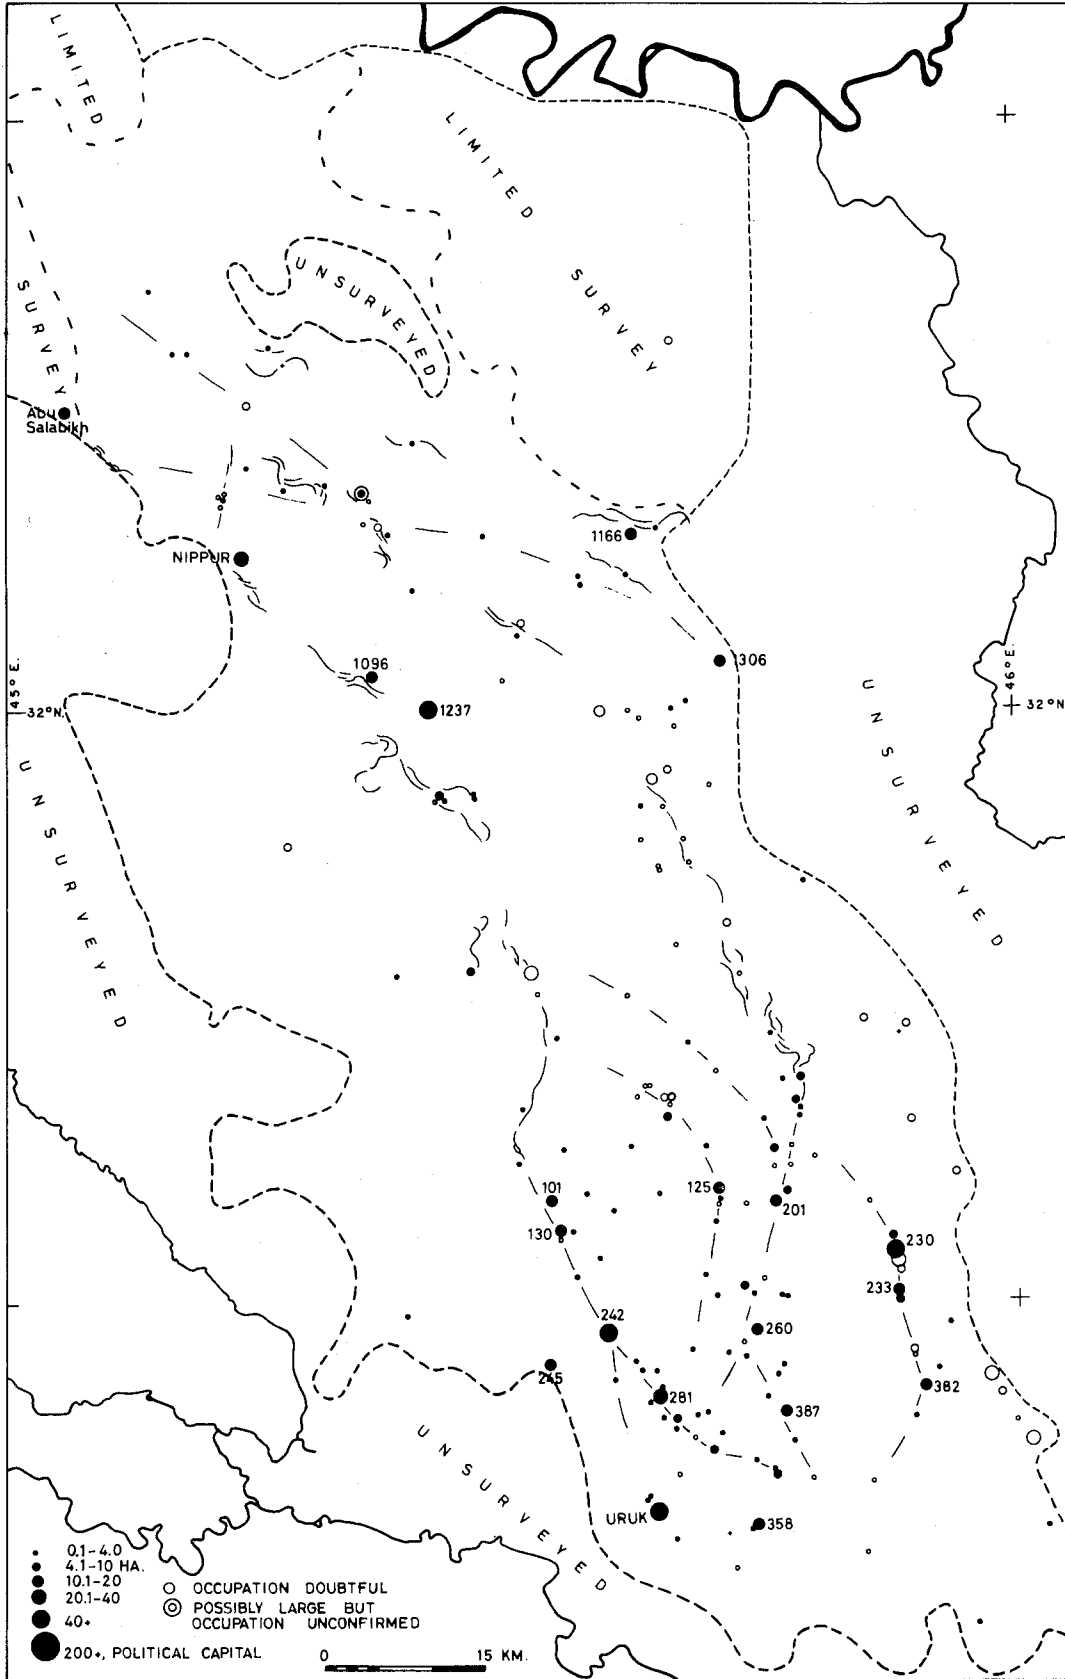 LIMITED
LIMITED
SURVEY
UNSURVEYED
SURVEY
Abu
Salabikh
1166
NIPPUR
1306
1096
1237
45°E.
32°N.
46°E.
32°N
UNSURVEYED
UNSURVEYED
101
125
201
130
230
233
242
260
245
281
382
387
URUK
358
UNSURVEYED
0.1-4.0
4.1-10 HA.
10.1-20
20.1-40
40+
200+, POLITICAL CAPITAL
OCCUPATION DOUBTFUL
POSSIBLY LARGE BUT
OCCUPATION UNCONFIRMED
0 15 KM.